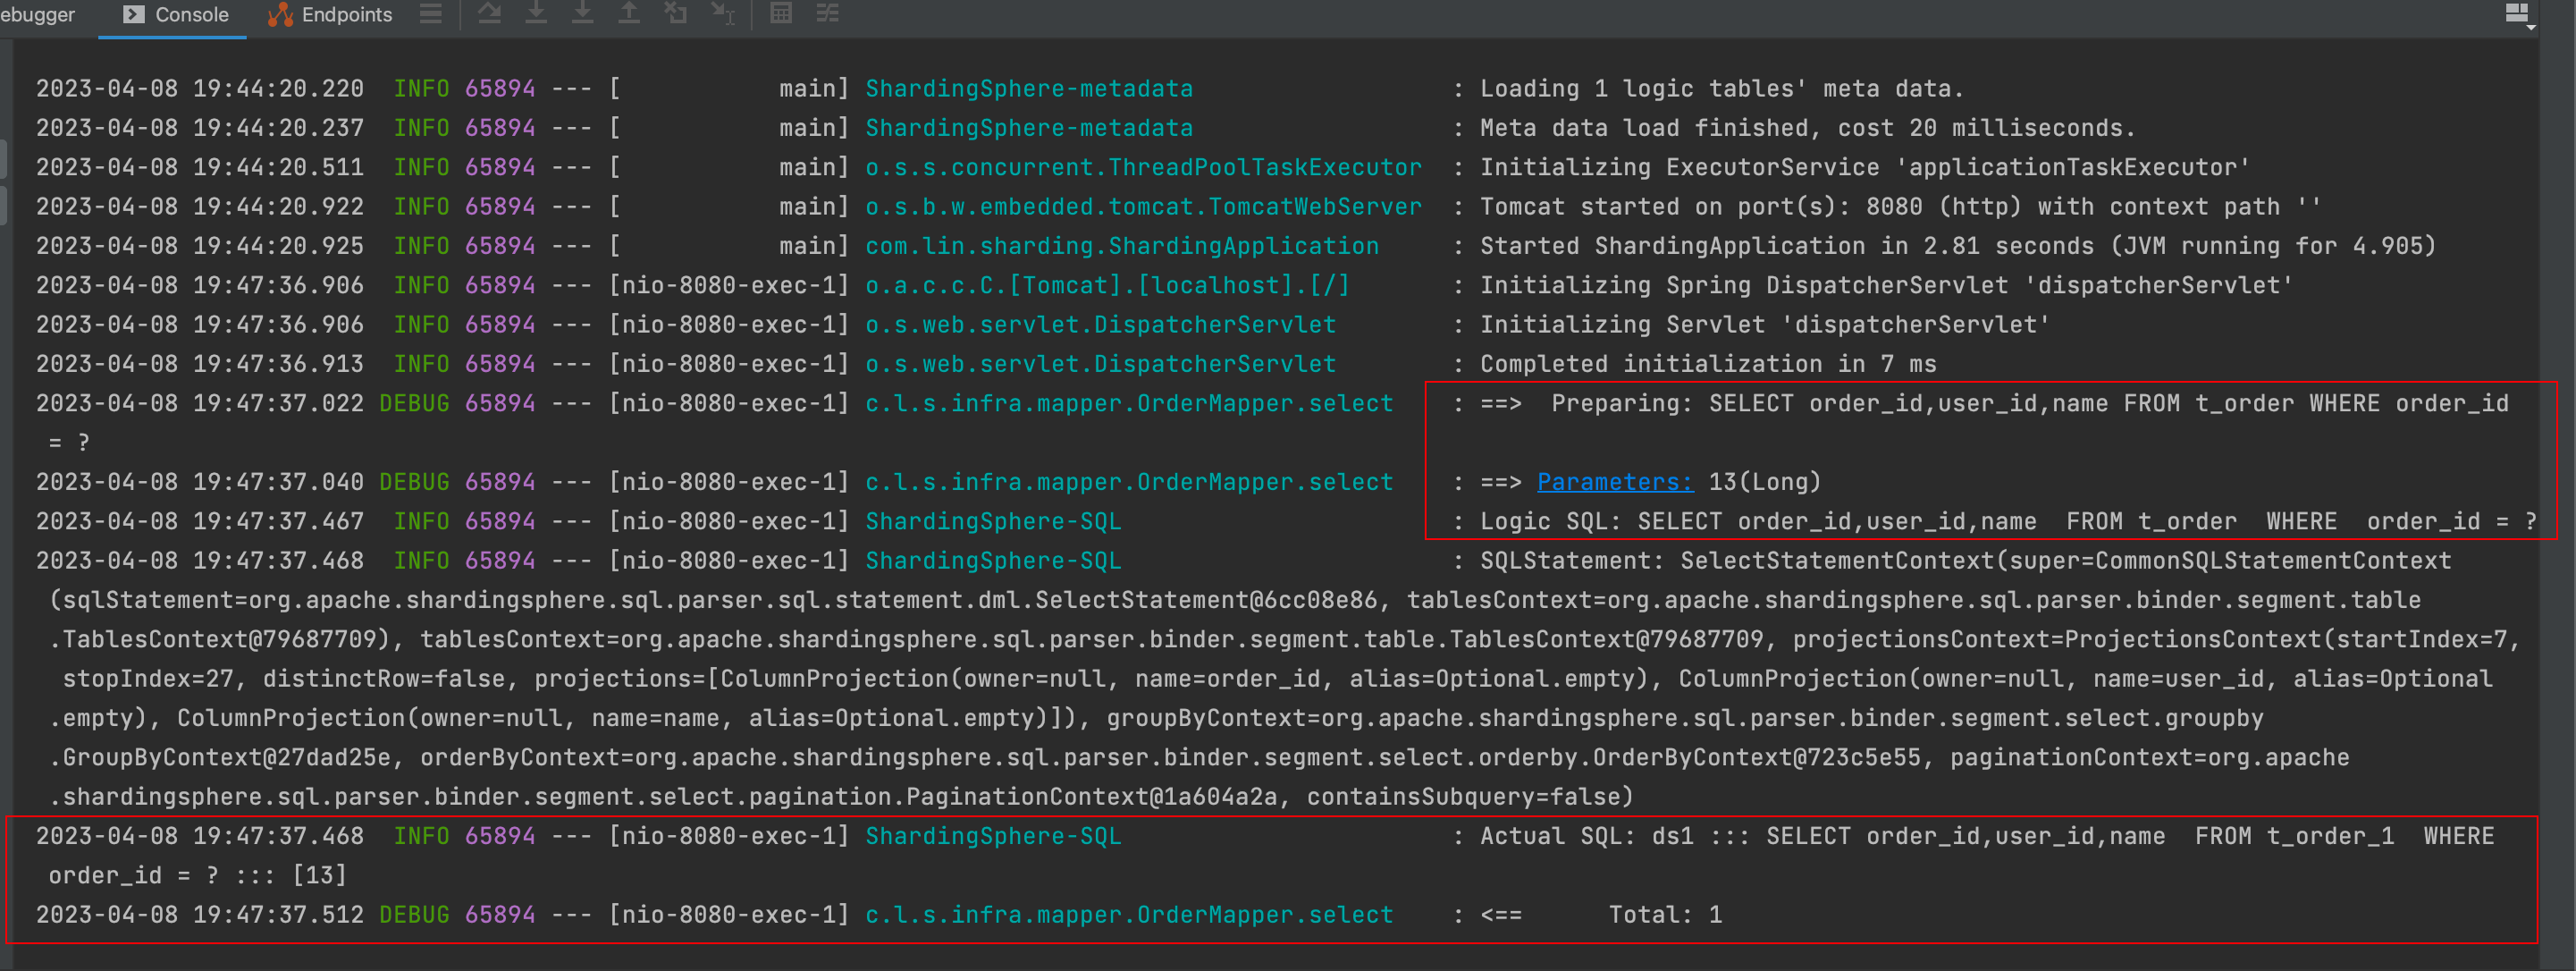 ebugger Console Endpoints
2023-04-08 19:44:20.220  INFO 65894 --- [           main] ShardingSphere-metadata                  : Loading 1 logic tables' meta data.
2023-04-08 19:44:20.237  INFO 65894 --- [           main] ShardingSphere-metadata                  : Meta data load finished, cost 20 milliseconds.
2023-04-08 19:44:20.511  INFO 65894 --- [           main] o.s.s.concurrent.ThreadPoolTaskExecutor  : Initializing ExecutorService 'applicationTaskExecutor'
2023-04-08 19:44:20.922  INFO 65894 --- [           main] o.s.b.w.embedded.tomcat.TomcatWebServer  : Tomcat started on port(s): 8080 (http) with context path ''
2023-04-08 19:44:20.925  INFO 65894 --- [           main] com.lin.sharding.ShardingApplication     : Started ShardingApplication in 2.81 seconds (JVM running for 4.905)
2023-04-08 19:47:36.906  INFO 65894 --- [nio-8080-exec-1] o.a.c.c.C.[Tomcat].[localhost].[/]       : Initializing Spring DispatcherServlet 'dispatcherServlet'
2023-04-08 19:47:36.906  INFO 65894 --- [nio-8080-exec-1] o.s.web.servlet.DispatcherServlet        : Initializing Servlet 'dispatcherServlet'
2023-04-08 19:47:36.913  INFO 65894 --- [nio-8080-exec-1] o.s.web.servlet.DispatcherServlet        : Completed initialization in 7 ms
2023-04-08 19:47:37.022 DEBUG 65894 --- [nio-8080-exec-1] c.l.s.infra.mapper.OrderMapper.select    : ==>  Preparing: SELECT order_id,user_id,name FROM t_order WHERE order_id
= ?
2023-04-08 19:47:37.040 DEBUG 65894 --- [nio-8080-exec-1] c.l.s.infra.mapper.OrderMapper.select    : ==> Parameters: 13(Long)
2023-04-08 19:47:37.467  INFO 65894 --- [nio-8080-exec-1] ShardingSphere-SQL                       : Logic SQL: SELECT order_id,user_id,name  FROM t_order  WHERE  order_id = ?
2023-04-08 19:47:37.468  INFO 65894 --- [nio-8080-exec-1] ShardingSphere-SQL                       : SQLStatement: SelectStatementContext(super=CommonSQLStatementContext
(sqlStatement=org.apache.shardingsphere.sql.parser.sql.statement.dml.SelectStatement@6cc08e86, tablesContext=org.apache.shardingsphere.sql.parser.binder.segment.table
.TablesContext@79687709), tablesContext=org.apache.shardingsphere.sql.parser.binder.segment.table.TablesContext@79687709, projectionsContext=ProjectionsContext(startIndex=7,
stopIndex=27, distinctRow=false, projections=[ColumnProjection(owner=null, name=order_id, alias=Optional.empty), ColumnProjection(owner=null, name=user_id, alias=Optional
.empty), ColumnProjection(owner=null, name=name, alias=Optional.empty)]), groupByContext=org.apache.shardingsphere.sql.parser.binder.segment.select.groupby
.GroupByContext@27dad25e, orderByContext=org.apache.shardingsphere.sql.parser.binder.segment.select.orderby.OrderByContext@723c5e55, paginationContext=org.apache
.shardingsphere.sql.parser.binder.segment.select.pagination.PaginationContext@1a604a2a, containsSubquery=false)
2023-04-08 19:47:37.468  INFO 65894 --- [nio-8080-exec-1] ShardingSphere-SQL                       : Actual SQL: ds1 ::: SELECT order_id,user_id,name  FROM t_order_1  WHERE
order_id = ? ::: [13]
2023-04-08 19:47:37.512 DEBUG 65894 --- [nio-8080-exec-1] c.l.s.infra.mapper.OrderMapper.select    : <==      Total: 1